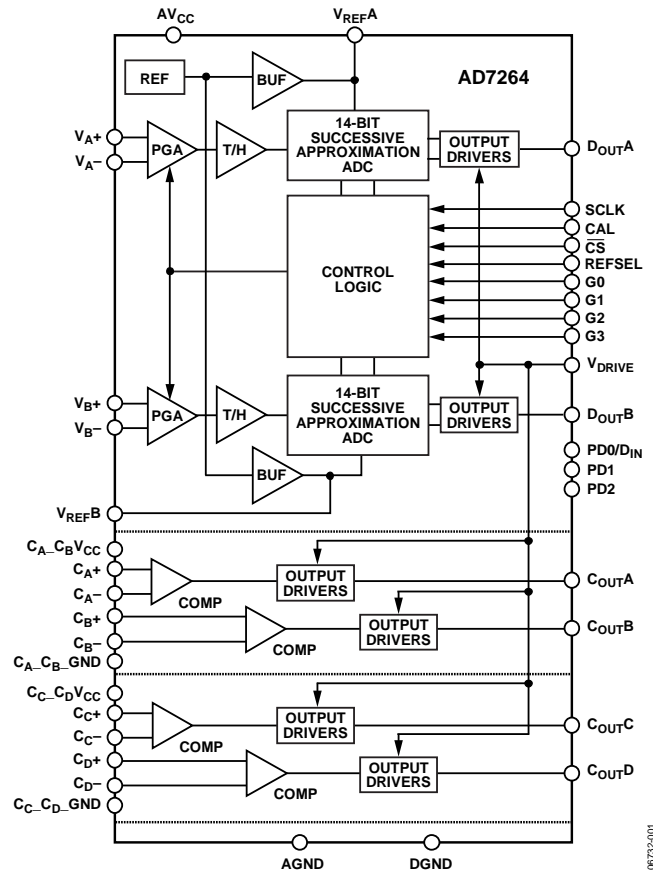 AVCC
VREFA
REF
BUF
AD7264
VA+
VA–
PGA
T/H
14-BIT
SUCCESSIVE
APPROXIMATION
ADC
OUTPUT
DRIVERS
DOUTA
SCLK
CAL
CS
REFSEL
G0
G1
G2
G3
CONTROL
LOGIC
VDRIVE
VB+
VB–
PGA
T/H
14-BIT
SUCCESSIVE
APPROXIMATION
ADC
OUTPUT
DRIVERS
DOUTB
PD0/DIN
PD1
PD2
BUF
VREFB
CA_CBVCC
CA+
CA–
COMP
OUTPUT
DRIVERS
COUTA
CB+
CB–
COMP
OUTPUT
DRIVERS
COUTB
CA_CB_GND
CC_CDVCC
CC+
CC–
COMP
OUTPUT
DRIVERS
COUTC
CD+
CD–
COMP
OUTPUT
DRIVERS
COUTD
CC_CD_GND
AGND
DGND
06732-001